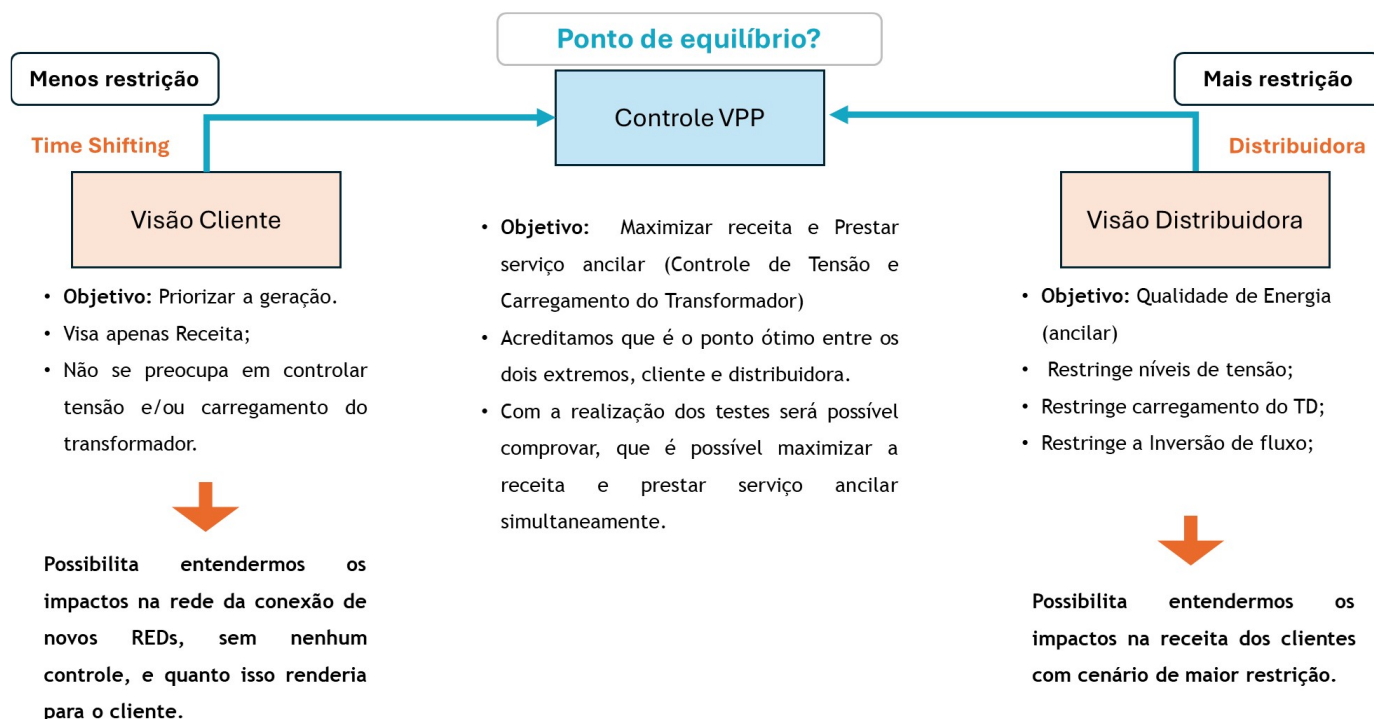 Ponto de equilíbrio?
Menos restrição
Mais restrição
Controle VPP
Time Shifting
Distribuidora
Visão Cliente
• Objetivo: Priorizar a geração.
• Visa apenas Receita;
• Não se preocupa em controlar
tensão e/ou carregamento do
transformador.
Possibilita entendermos os
impactos na rede da conexão de
novos REDs, sem nenhum
controle, e quanto isso renderia
para o cliente.
• Objetivo: Maximizar receita e Prestar
serviço ancilar (Controle de Tensão e
Carregamento do Transformador)
• Acreditamos que é o ponto ótimo entre os
dois extremos, cliente e distribuidora.
• Com a realização dos testes será possível
comprovar, que é possível maximizar a
receita e prestar serviço ancilar
simultaneamente.
Visão Distribuidora
• Objetivo: Qualidade de Energia
(ancilar)
• Restringe níveis de tensão;
• Restringe carregamento do TD;
• Restringe a Inversão de fluxo;
Possibilita entendermos os
impactos na receita dos clientes
com cenário de maior restrição.